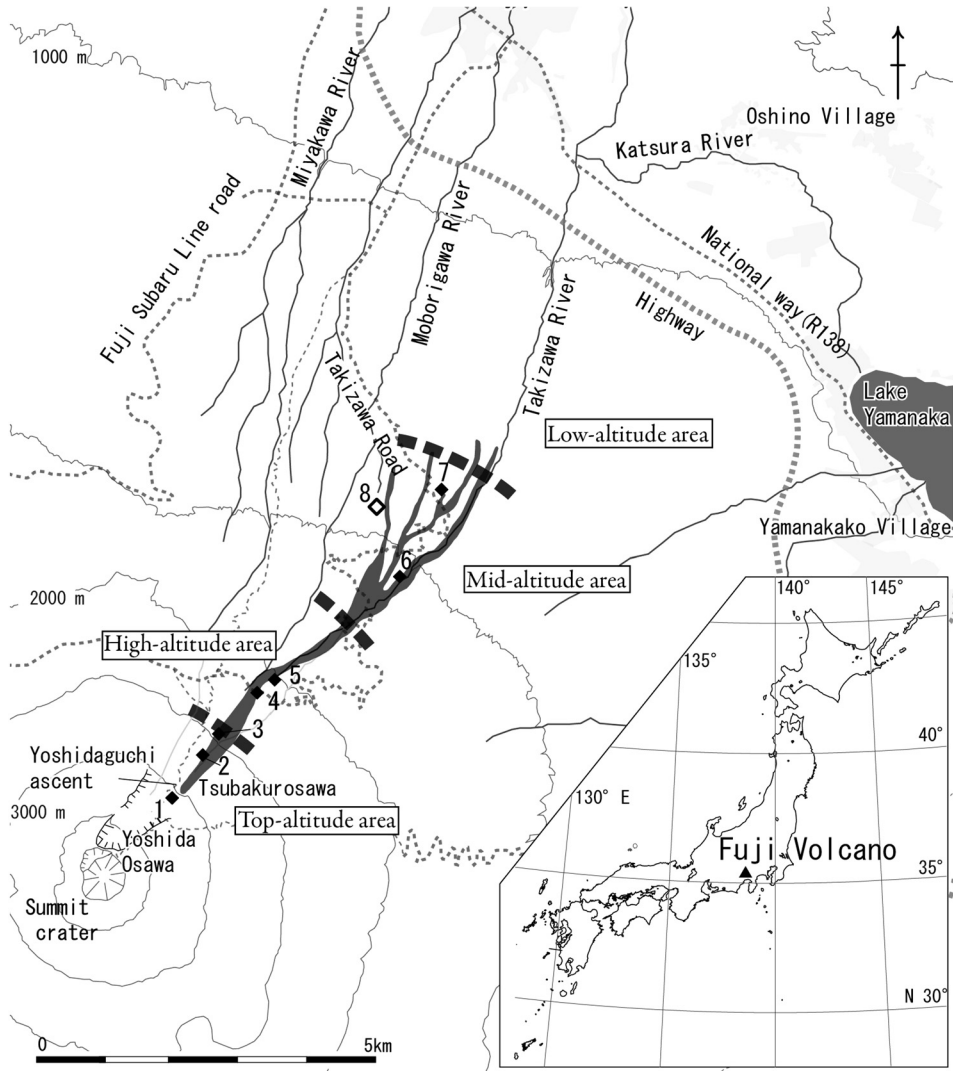 1000 m
Oshino Village
Katsura River
Miyakawa River
Fuji Subaru Line road
Moborigawa River
National way(R138)
Takizawa River
Highway
Lake
Yamanaka
Takizawa Road
Low-altitude area
7
8
Yamanakako Village
6
Mid-altitude area
2000 m
High-altitude area
5
4
3
2
Yoshidaguchi
ascent
Tsubakurosawa
1
3000 m
Top-altitude area
Yoshida
Osawa
Summit
crater
0
5km
140°
145°
135°
40°
130° E
Fuji Volcano
35°
N 30°